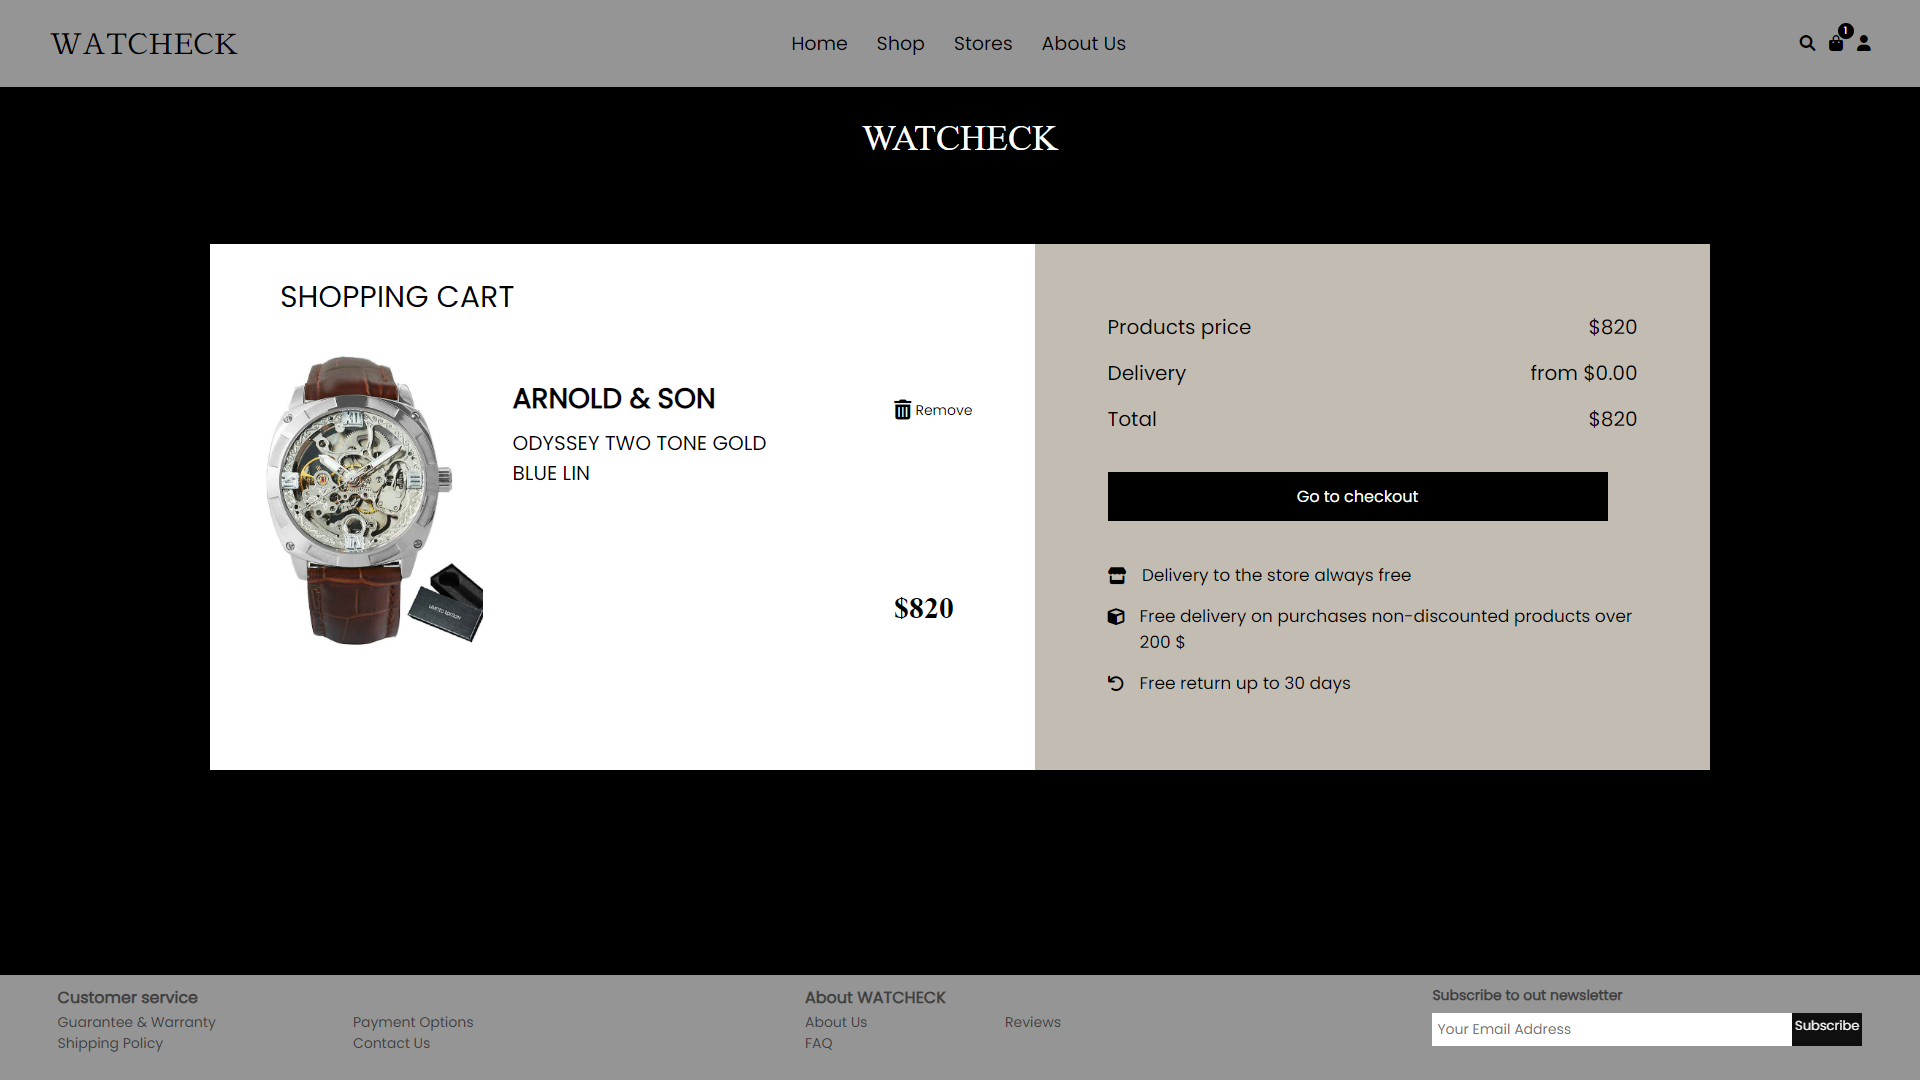 WATCHECK
Home Shop Stores About Us
1
WATCHECK
SHOPPING CART
ARNOLD & SON
ODYSSEY TWO TONE GOLD
BLUE LIN
Remove
$820
LIMITED EDITION
Products price $820
Delivery from $0.00
Total $820
Go to checkout
Delivery to the store always free
Free delivery on purchases non-discounted products over
200 $
Free return up to 30 days
Customer service
Guarantee & Warranty
Shipping Policy
Payment Options
Contact Us
About WATCHECK
About Us
FAQ
Reviews
Subscribe to out newsletter
Your Email Address
Subscribe